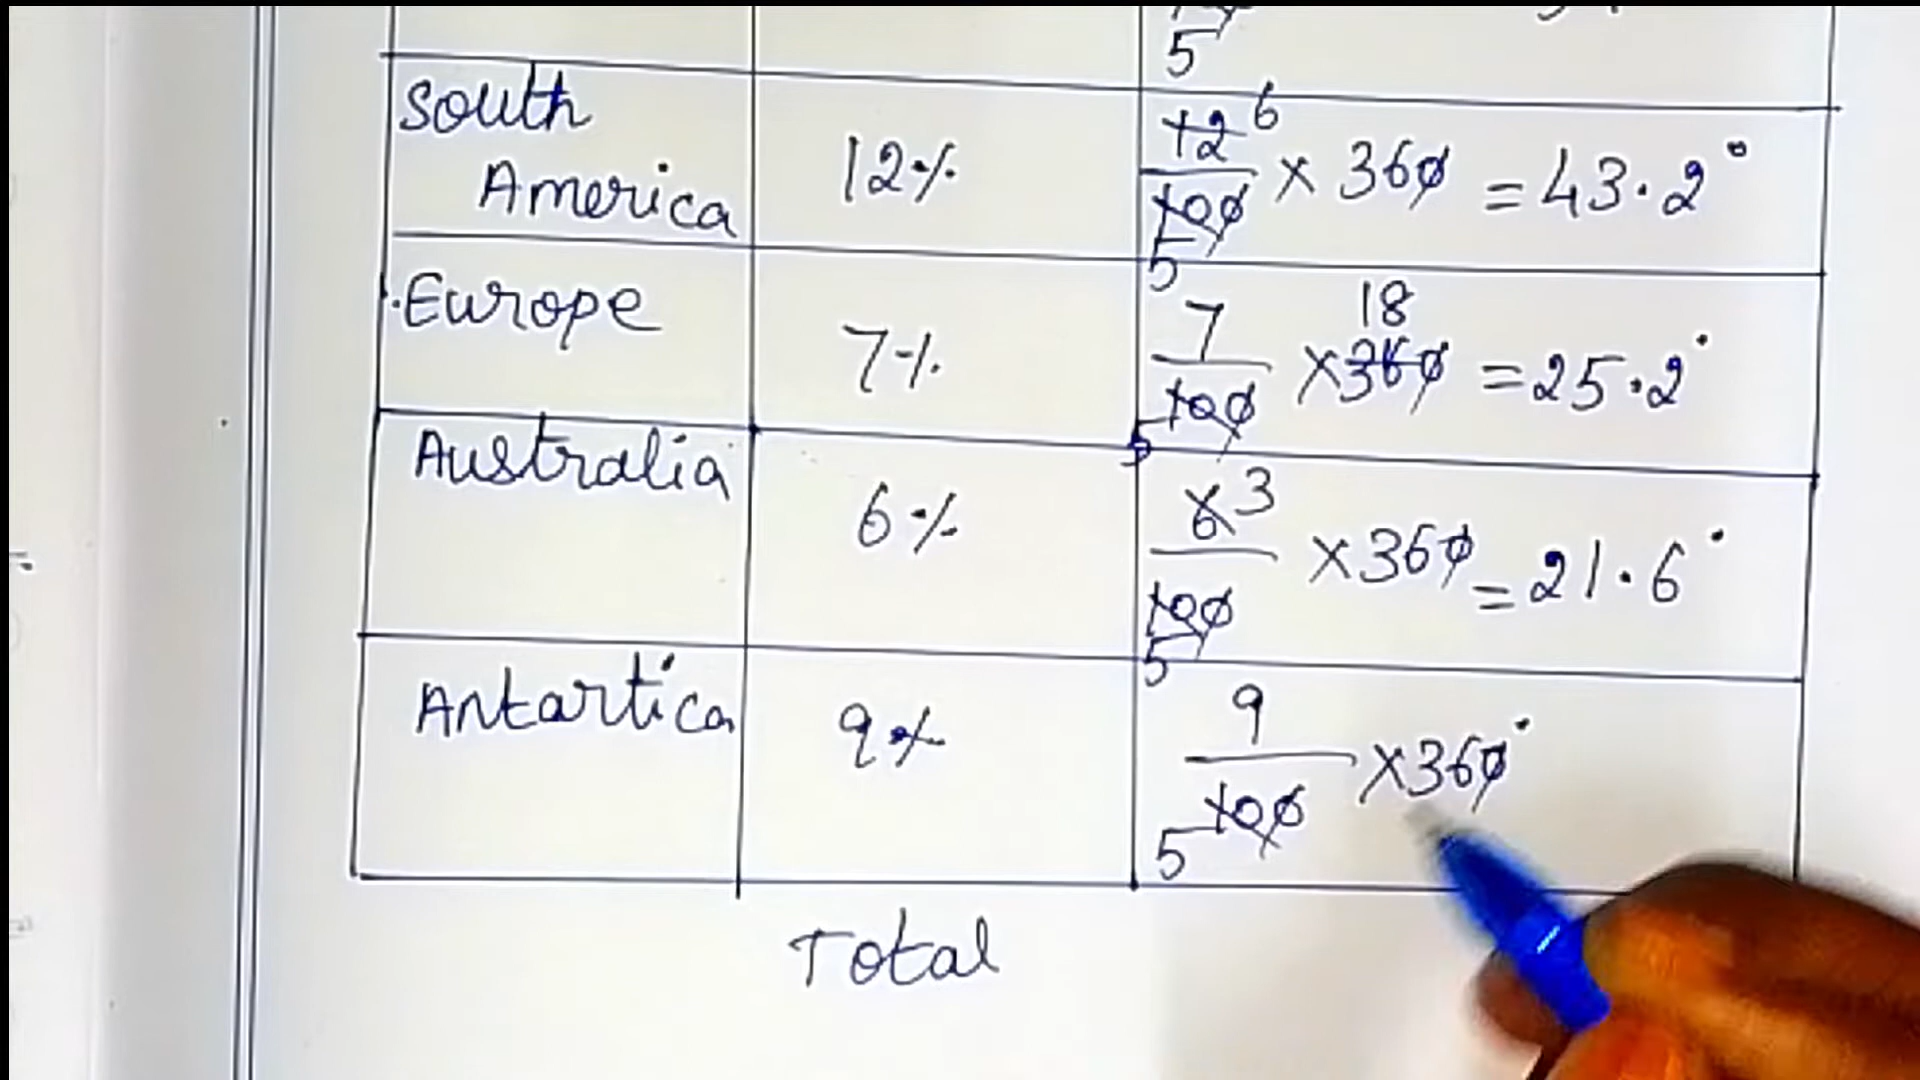 5
South
America
12%
12 6
100 × 360 = 43.2°
5
Europe
7%
7 18
100 × 360 = 25.2°
5
Australia
6%
6 3
100 × 360 = 21.6°
5
Antartica
9%
9
100 × 360°
5
Total